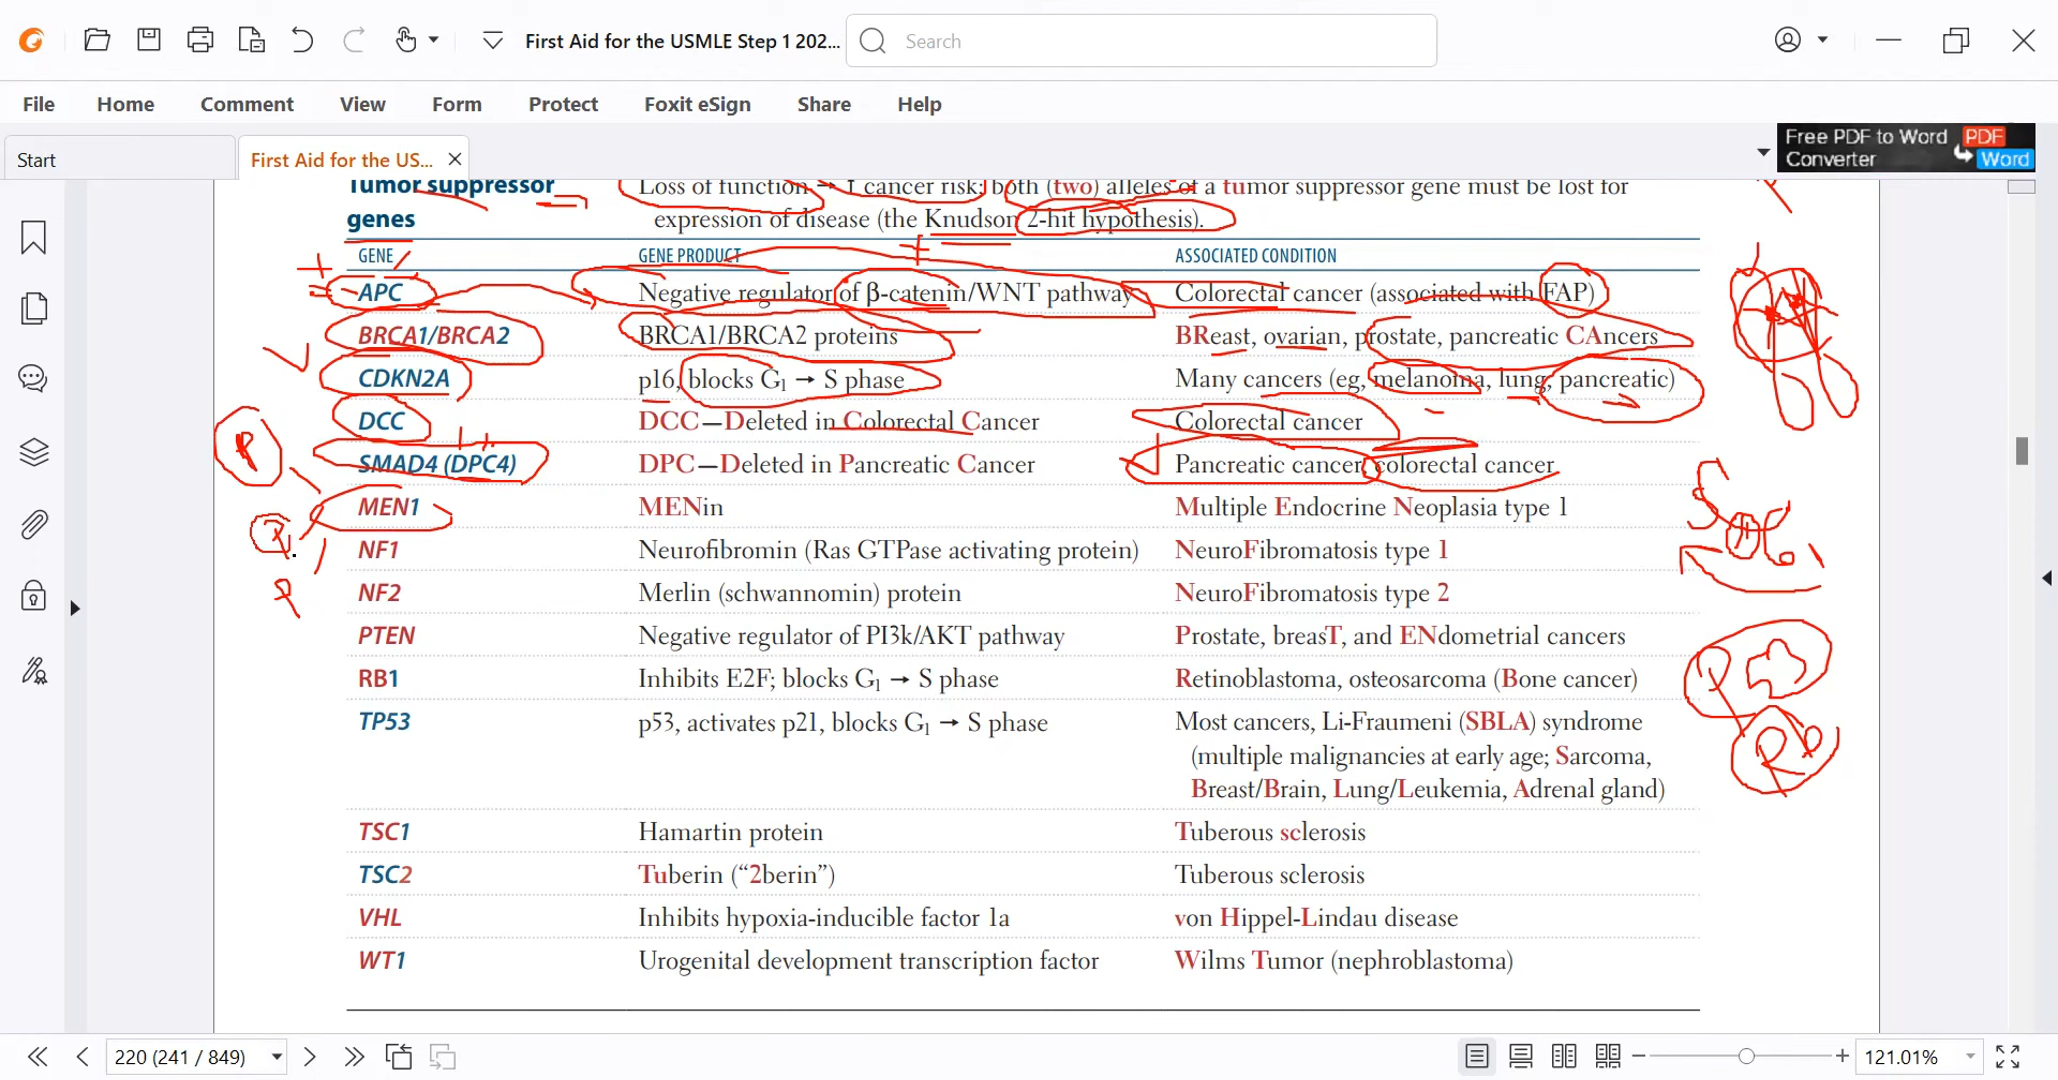 First Aid for the USMLE Step 1 202...
Search
File Home Comment View Form Protect Foxit eSign Share Help
Start
First Aid for the US...
Free PDF to Word PDF
Converter Word
Tumor suppressor genes
Loss of function → ↑ cancer risk; both (two) alleles of a tumor suppressor gene must be lost for
expression of disease (the Knudson 2-hit hypothesis).
GENE GENE PRODUCT ASSOCIATED CONDITION
APC Negative regulator of β-catenin/WNT pathway Colorectal cancer (associated with FAP)
BRCA1/BRCA2 BRCA1/BRCA2 proteins BREast, ovarian, prostate, pancreatic CAncers
CDKN2A p16, blocks G₁ → S phase Many cancers (eg, melanoma, lung, pancreatic)
DCC DCC—Deleted in Colorectal Cancer Colorectal cancer
SMAD4 (DPC4) DPC—Deleted in Pancreatic Cancer Pancreatic cancer, colorectal cancer
MEN1 MENin Multiple Endocrine Neoplasia type 1
NF1 Neurofibromin (Ras GTPase activating protein) NeuroFibromatosis type 1
NF2 Merlin (schwannomin) protein NeuroFibromatosis type 2
PTEN Negative regulator of PI3k/AKT pathway Prostate, breasT, and ENdometrial cancers
RB1 Inhibits E2F; blocks G₁ → S phase Retinoblastoma, osteosarcoma (Bone cancer)
TP53 p53, activates p21, blocks G₁ → S phase Most cancers, Li-Fraumeni (SBLA) syndrome
(multiple malignancies at early age; Sarcoma,
Breast/Brain, Lung/Leukemia, Adrenal gland)
TSC1 Hamartin protein Tuberous sclerosis
TSC2 Tuberin (“2berin”) Tuberous sclerosis
VHL Inhibits hypoxia-inducible factor 1a von Hippel-Lindau disease
WT1 Urogenital development transcription factor Wilms Tumor (nephroblastoma)
220 (241 / 849)
121.01%